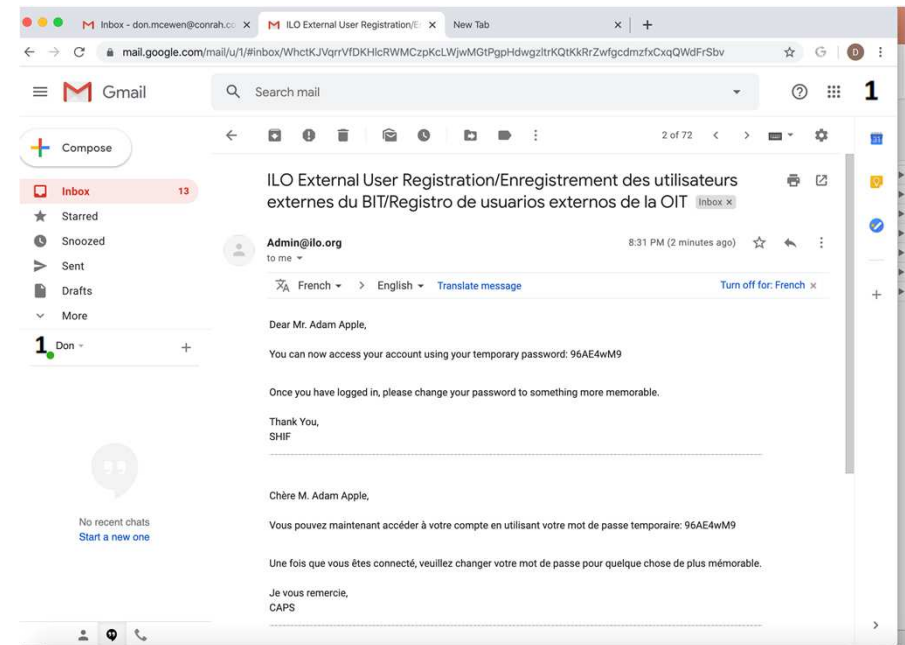 Inbox - don.mcewen@conrah.cc
ILO External User Registration/E
New Tab
mail.google.com/mail/u/1/#inbox/WhctKJVqrrVfDKHlcRWMCzpKcLWjwMGtPgpHdwgzltrKQtKkRrZwfgcdmzfxCxqQWdFrSbv
G
D
Gmail
Search mail
1
Compose
2 of 72
31
Inbox 13
Starred
Snoozed
Sent
Drafts
More
1 Don
No recent chats
Start a new one
ILO External User Registration/Enregistrement des utilisateurs
externes du BIT/Registro de usuarios externos de la OIT Inbox x
Admin@ilo.org 8:31 PM (2 minutes ago)
to me
French > English Translate message Turn off for: French x
Dear Mr. Adam Apple,
You can now access your account using your temporary password: 96AE4wM9
Once you have logged in, please change your password to something more memorable.
Thank You,
SHIF
Chère M. Adam Apple,
Vous pouvez maintenant accéder à votre compte en utilisant votre mot de passe temporaire: 96AE4wM9
Une fois que vous êtes connecté, veuillez changer votre mot de passe pour quelque chose de plus mémorable.
Je vous remercie,
CAPS